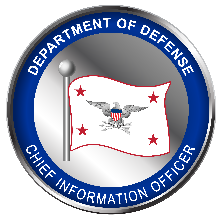 DEPARTMENT OF DEFENSE
CHIEF INFORMATION OFFICER